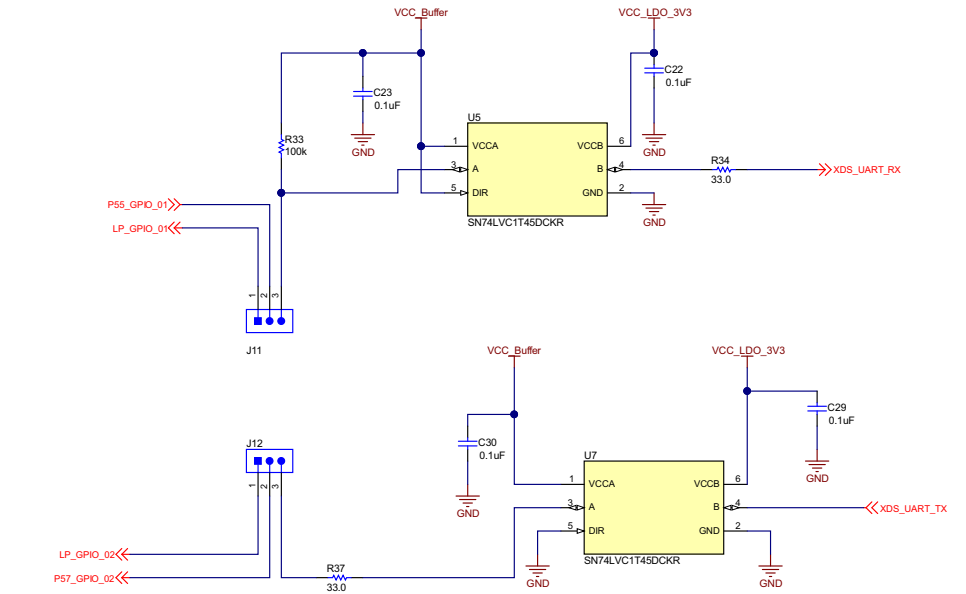 VCC_Buffer
VCC_LDO_3V3
C23
0.1uF
GND
C22
0.1uF
GND
R33
100k
U5
1 VCCA VCCB 6
3 A B 4
5 DIR GND 2
SN74LVC1T45DCKR
GND
R34
33.0
XDS_UART_RX
P55_GPIO_01
LP_GPIO_01
1 2 3
J11
VCC_Buffer
VCC_LDO_3V3
C30
0.1uF
GND
C29
0.1uF
GND
J12
1 2 3
U7
1 VCCA VCCB 6
3 A B 4
5 DIR GND 2
SN74LVC1T45DCKR
GND
GND
XDS_UART_TX
LP_GPIO_02
P57_GPIO_02
R37
33.0